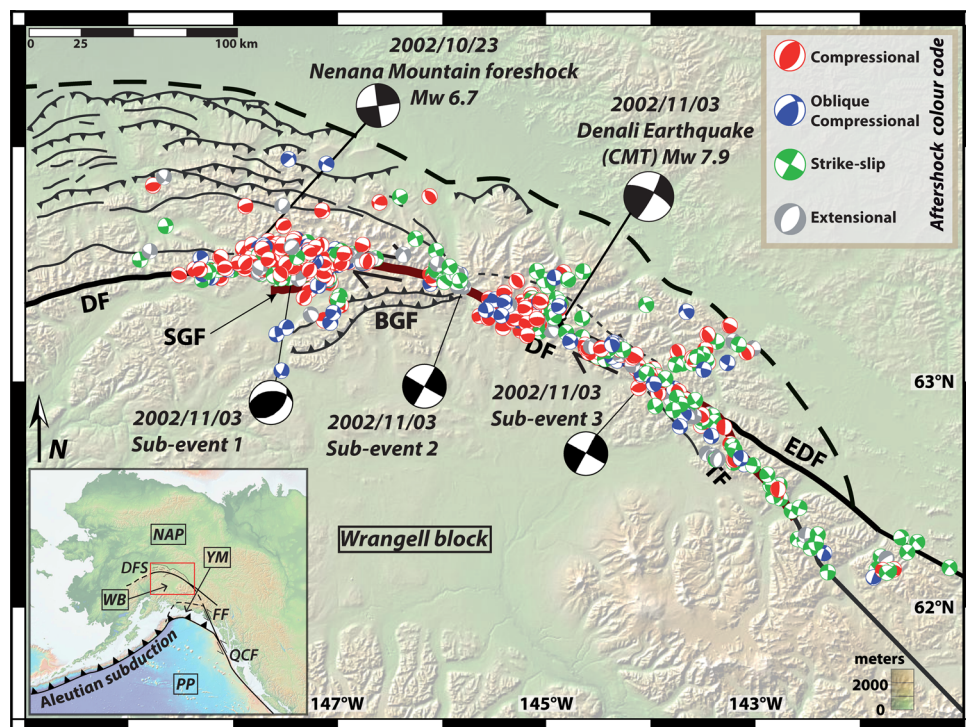 0 25 100 km
2002/10/23
Nenana Mountain foreshock
Mw 6.7
2002/11/03
Denali Earthquake
(CMT) Mw 7.9
Compressional
Oblique
Compressional
Strike-slip
Extensional
Aftershock colour code
DF
SGF
BGF
DF
2002/11/03
Sub-event 1
2002/11/03
Sub-event 2
2002/11/03
Sub-event 3
63°N
EDF
TF
N
Wrangell block
NAP
YM
DFS
WB
FF
QCF
Aleutian subduction
PP
62°N
meters
2000
0
147°W
145°W
143°W